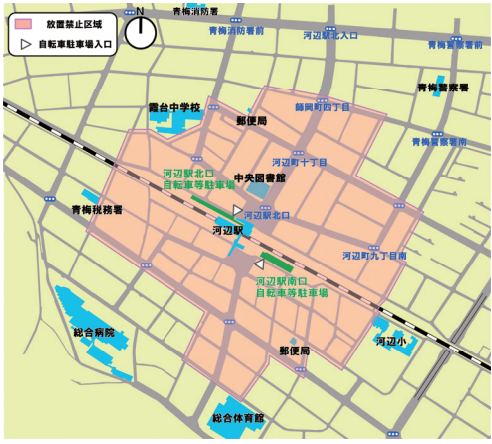 放置禁止区域
自転車駐車場入口
N
青梅消防署
青梅消防署前
河辺駅北入口
青梅警察署前
青梅警察署
霞台中学校
郵便局
師岡町四丁目
青梅警察署南
河辺町十丁目
河辺駅北口
自転車等駐車場
中央図書館
青梅税務署
河辺駅北口
河辺駅
河辺町九丁目南
河辺駅南口
自転車等駐車場
総合病院
郵便局
河辺小
総合体育館